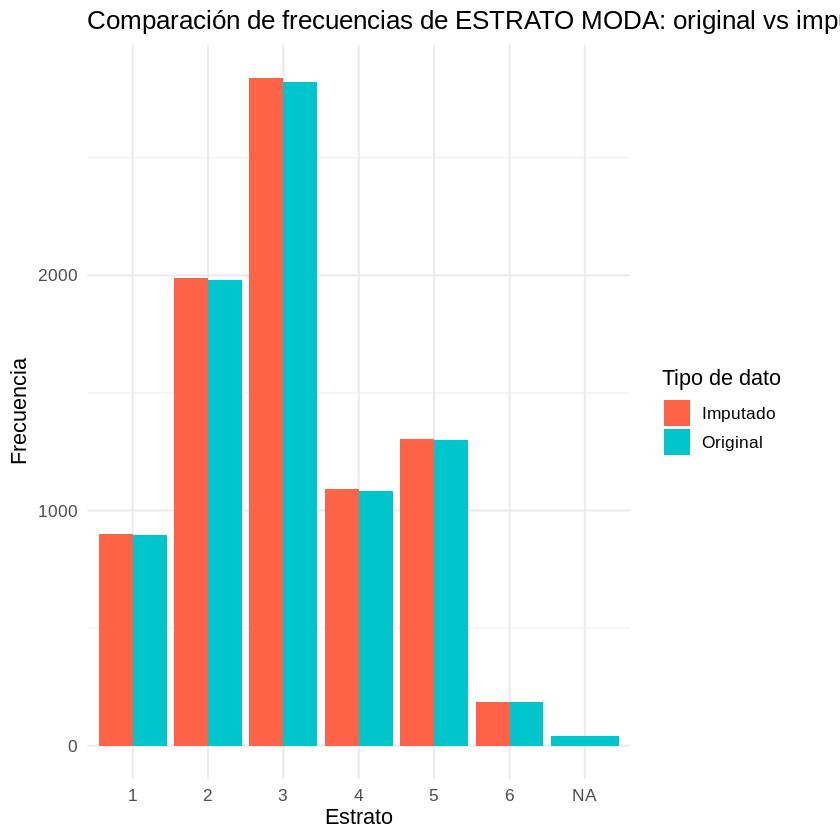 Comparación de frecuencias de ESTRATO MODA: original vs
Frecuencia
2000
1000
0
1
2
3
4
5
6
NA
Estrato
Tipo de dato
Imputado
Original